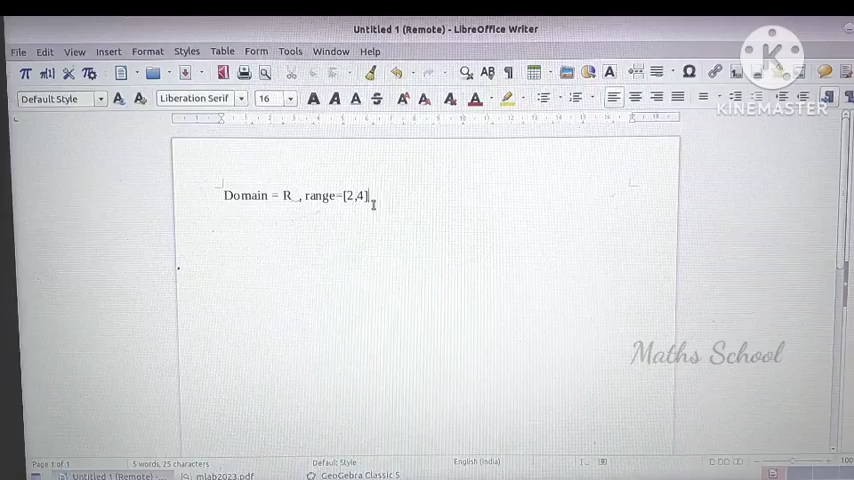 Untitled 1 (Remote) - LibreOffice Writer
File Edit View Insert Format Styles Table Form Tools Window Help
KINEMASTER
Default Style Liberation Serif 16
Domain = R , range=[2,4]
Maths School
Page 1 of 1 5 words, 25 characters Default Style English (India) 100
Untitled 1 (Remote) -... mlab2023.pdf GeoGebra Classic 5